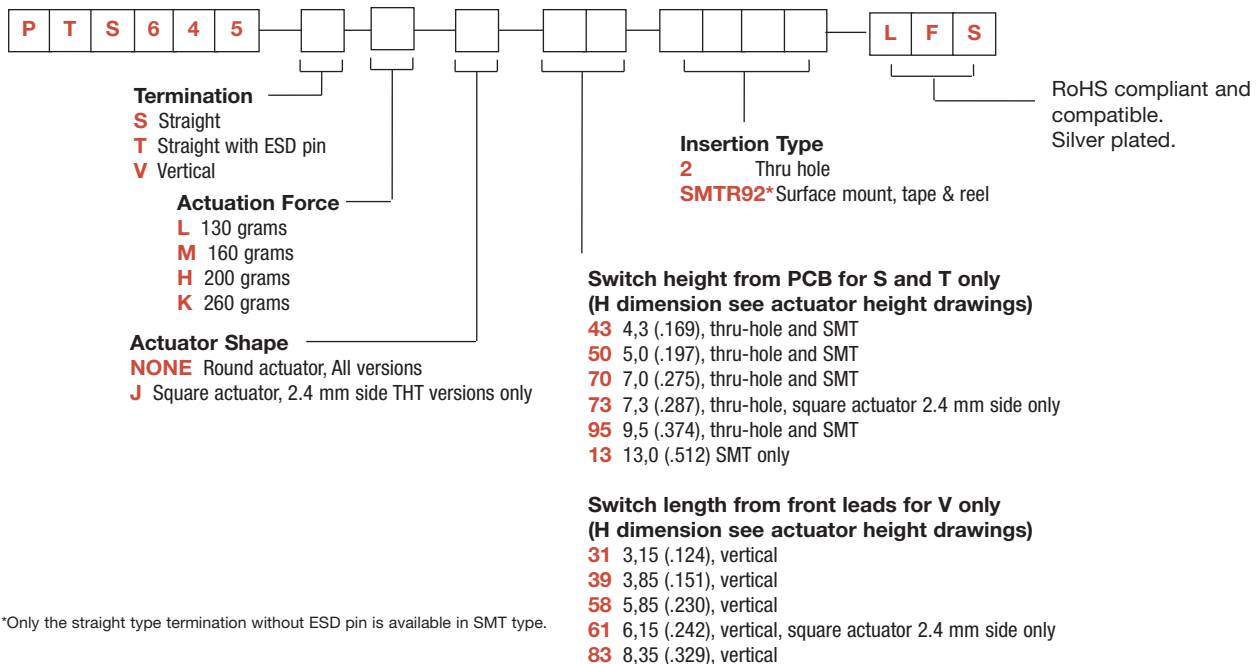 P T S 6 4 5 L F S
Termination
S Straight
T Straight with ESD pin
V Vertical
Actuation Force
L 130 grams
M 160 grams
H 200 grams
K 260 grams
Actuator Shape
NONE Round actuator, All versions
J Square actuator, 2.4 mm side THT versions only
Insertion Type
2 Thru hole
SMTR92* Surface mount, tape & reel
RoHS compliant and
compatible.
Silver plated.
Switch height from PCB for S and T only
(H dimension see actuator height drawings)
43 4,3 (.169), thru-hole and SMT
50 5,0 (.197), thru-hole and SMT
70 7,0 (.275), thru-hole and SMT
73 7,3 (.287), thru-hole, square actuator 2.4 mm side only
95 9,5 (.374), thru-hole and SMT
13 13,0 (.512) SMT only
Switch length from front leads for V only
(H dimension see actuator height drawings)
31 3,15 (.124), vertical
39 3,85 (.151), vertical
58 5,85 (.230), vertical
61 6,15 (.242), vertical, square actuator 2.4 mm side only
83 8,35 (.329), vertical
*Only the straight type termination without ESD pin is available in SMT type.